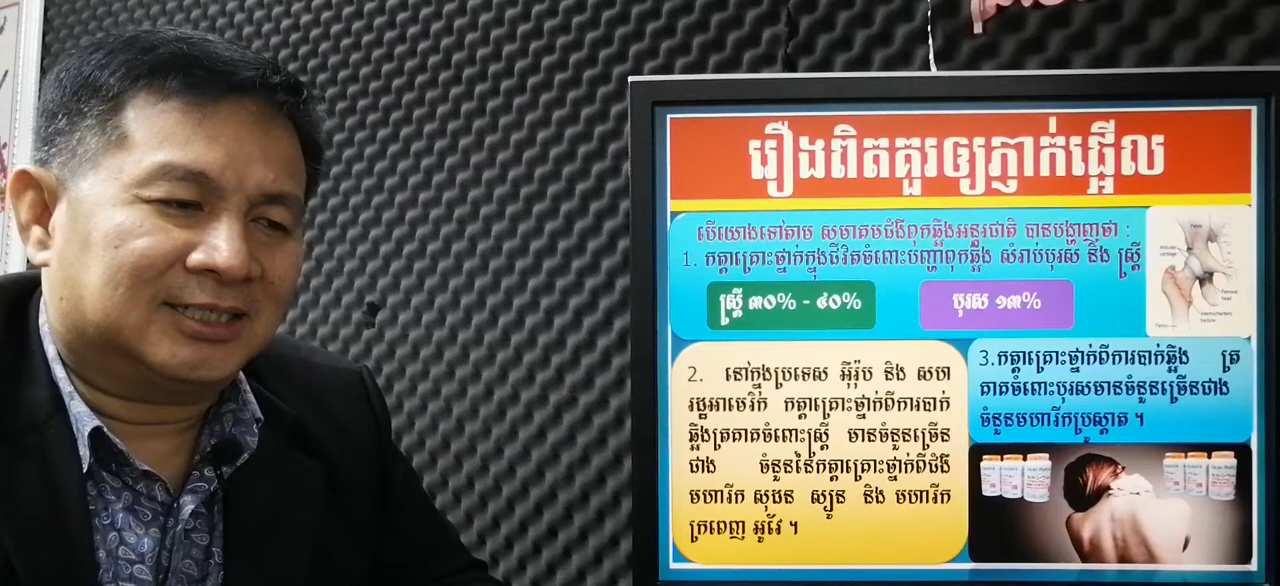 រឿងពិតគួរឲ្យភ្ញាក់ផ្អើល
បើយោងទៅតាម សមាគមជំងឺពុកឆ្អឹងអន្តរជាតិ បានបង្ហាញថា :
1. កត្តាគ្រោះថ្នាក់ក្នុងជីវិតចំពោះបញ្ហាពុកឆ្អឹង សំរាប់បុរស និង ស្ត្រី
ស្ត្រី ៣០% - ៤០%
បុរស ១៣%
Pelvis
Articular
cartilage
Femoral
head
Intertrochanteric
fracture
Femur
2. នៅក្នុងប្រទេស អ៊ឺរ៉ុប និង សហ
រដ្ឋអាមេរិក កត្តាគ្រោះថ្នាក់ពីការបាក់
ឆ្អឹងត្រគាគចំពោះស្ត្រី មានចំនួនច្រើន
ជាង ចំនួននៃកត្តាគ្រោះថ្នាក់ពីជំងឺ
មហារីក សុដន ស្បូន និង មហារីក
ក្រពេញ អូវែ ។
3.កត្តាគ្រោះថ្នាក់ពីការបាក់ឆ្អឹង ត្រ
គាគចំពោះបុរសមានចំនួនច្រើនជាង
ចំនួនមហារីកប្រូស្តាត ។